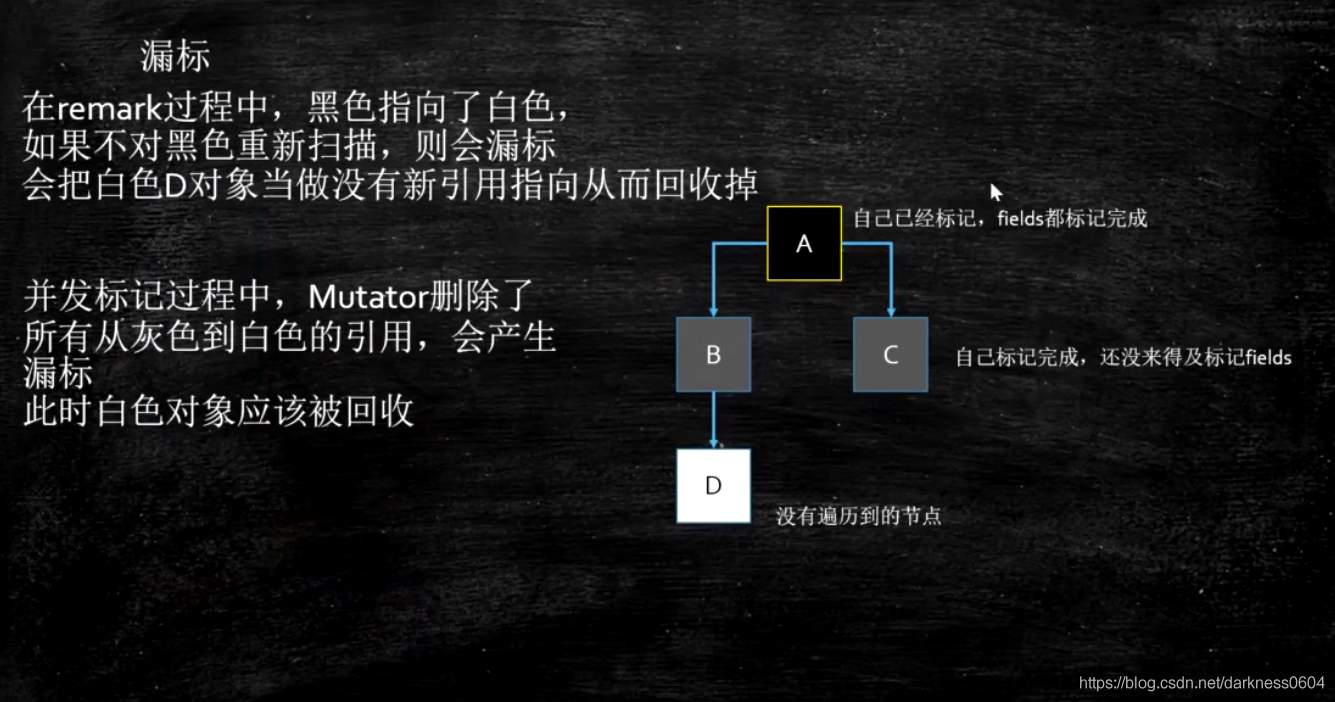 漏标
在remark过程中，黑色指向了白色，
如果不对黑色重新扫描，则会漏标
会把白色D对象当做没有新引用指向从而回收掉
自己已经标记，fields都标记完成
A
并发标记过程中，Mutator删除了
所有从灰色到白色的引用，会产生
漏标
此时白色对象应该被回收
B
C
自己标记完成，还没来得及标记fields
D
没有遍历到的节点
https://blog.csdn.net/darkness0604